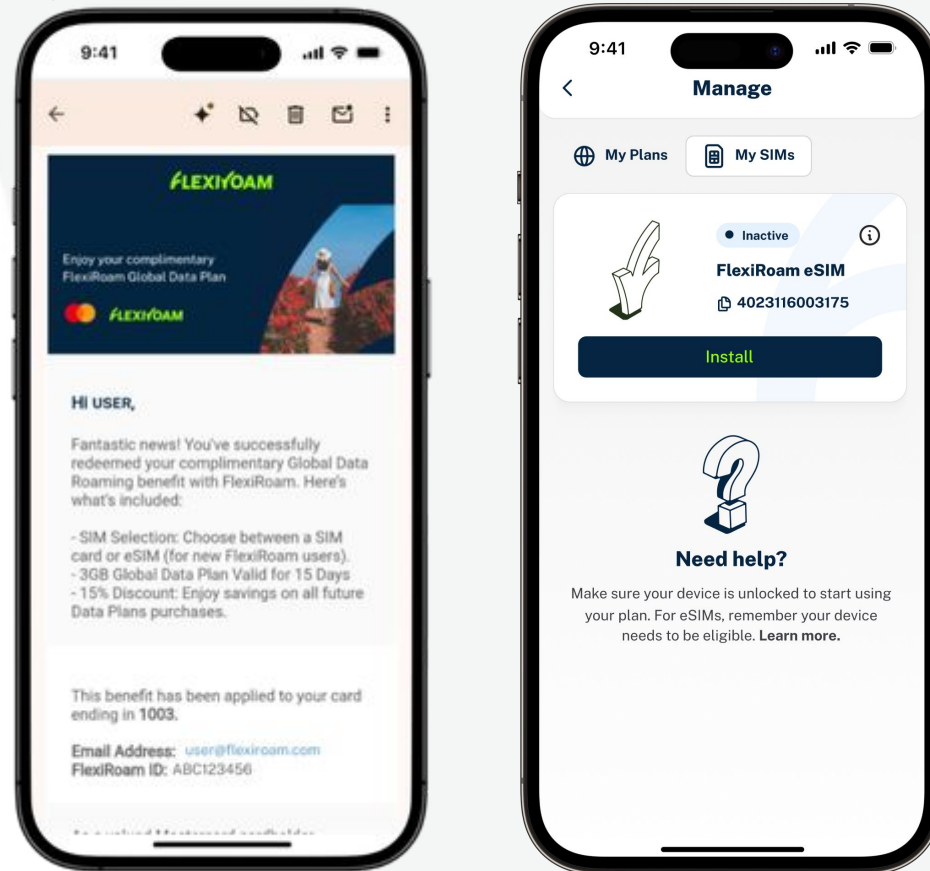 9:41
FLEXIROAM
Enjoy your complimentary
FlexiRoam Global Data Plan
FLEXIROAM
Hi USER,
Fantastic news! You've successfully
redeemed your complimentary Global Data
Roaming benefit with FlexiRoam. Here's
what's included:
- SIM Selection: Choose between a SIM
card or eSIM (for new FlexiRoam users).
- 3GB Global Data Plan Valid for 15 Days
- 15% Discount: Enjoy savings on all future
Data Plans purchases.
This benefit has been applied to your card
ending in 1003.
Email Address: user@flexiroam.com
FlexiRoam ID: ABC123456
As a valued Mastercard cardholder
9:41
Manage
My Plans
My SIMs
Inactive
FlexiRoam eSIM
4023116003175
Install
Need help?
Make sure your device is unlocked to start using
your plan. For eSIMs, remember your device
needs to be eligible. Learn more.